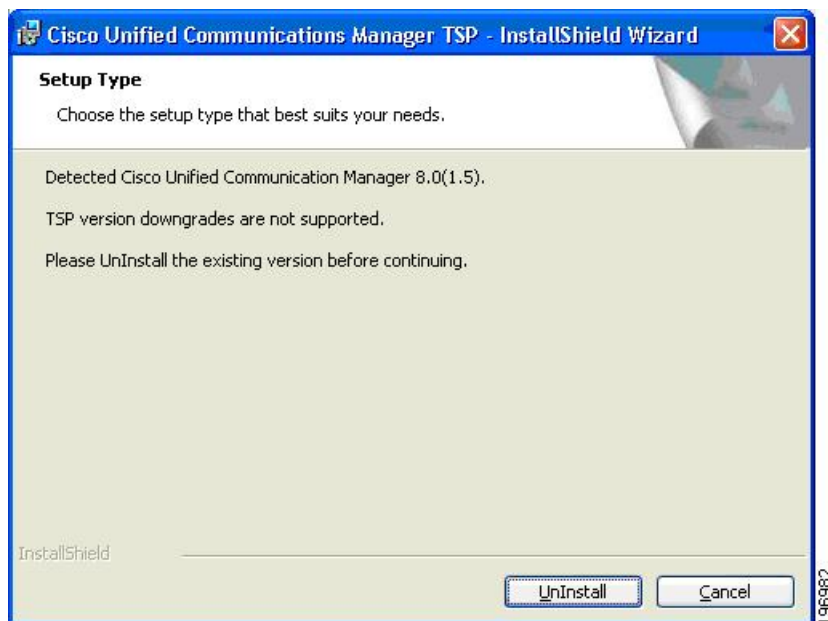 Cisco Unified Communications Manager TSP - InstallShield Wizard
Setup Type
Choose the setup type that best suits your needs.
Detected Cisco Unified Communication Manager 8.0(1.5).
TSP version downgrades are not supported.
Please UnInstall the existing version before continuing.
InstallShield
UnInstall
Cancel
196982